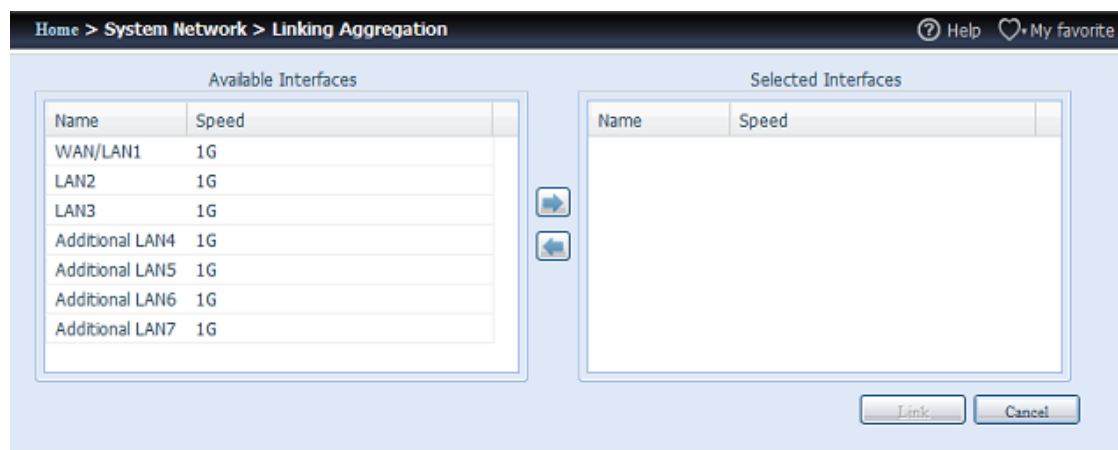 Home > System Network > Linking Aggregation Help My favorite
Available Interfaces Selected Interfaces
Name Speed Name Speed
WAN/LAN1 1G
LAN2 1G
LAN3 1G
Additional LAN4 1G
Additional LAN5 1G
Additional LAN6 1G
Additional LAN7 1G
Link Cancel